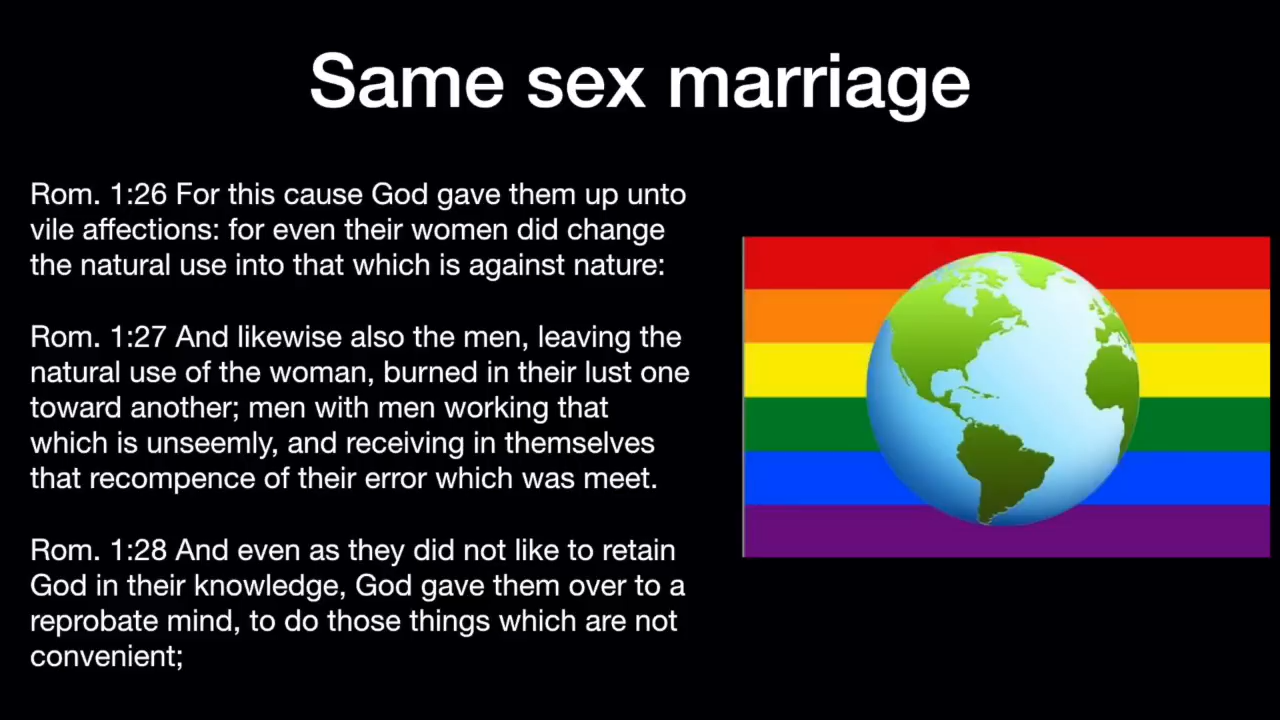 Same sex marriage
Rom. 1:26 For this cause God gave them up unto
vile affections: for even their women did change
the natural use into that which is against nature:
Rom. 1:27 And likewise also the men, leaving the
natural use of the woman, burned in their lust one
toward another; men with men working that
which is unseemly, and receiving in themselves
that recompence of their error which was meet.
Rom. 1:28 And even as they did not like to retain
God in their knowledge, God gave them over to a
reprobate mind, to do those things which are not
convenient;